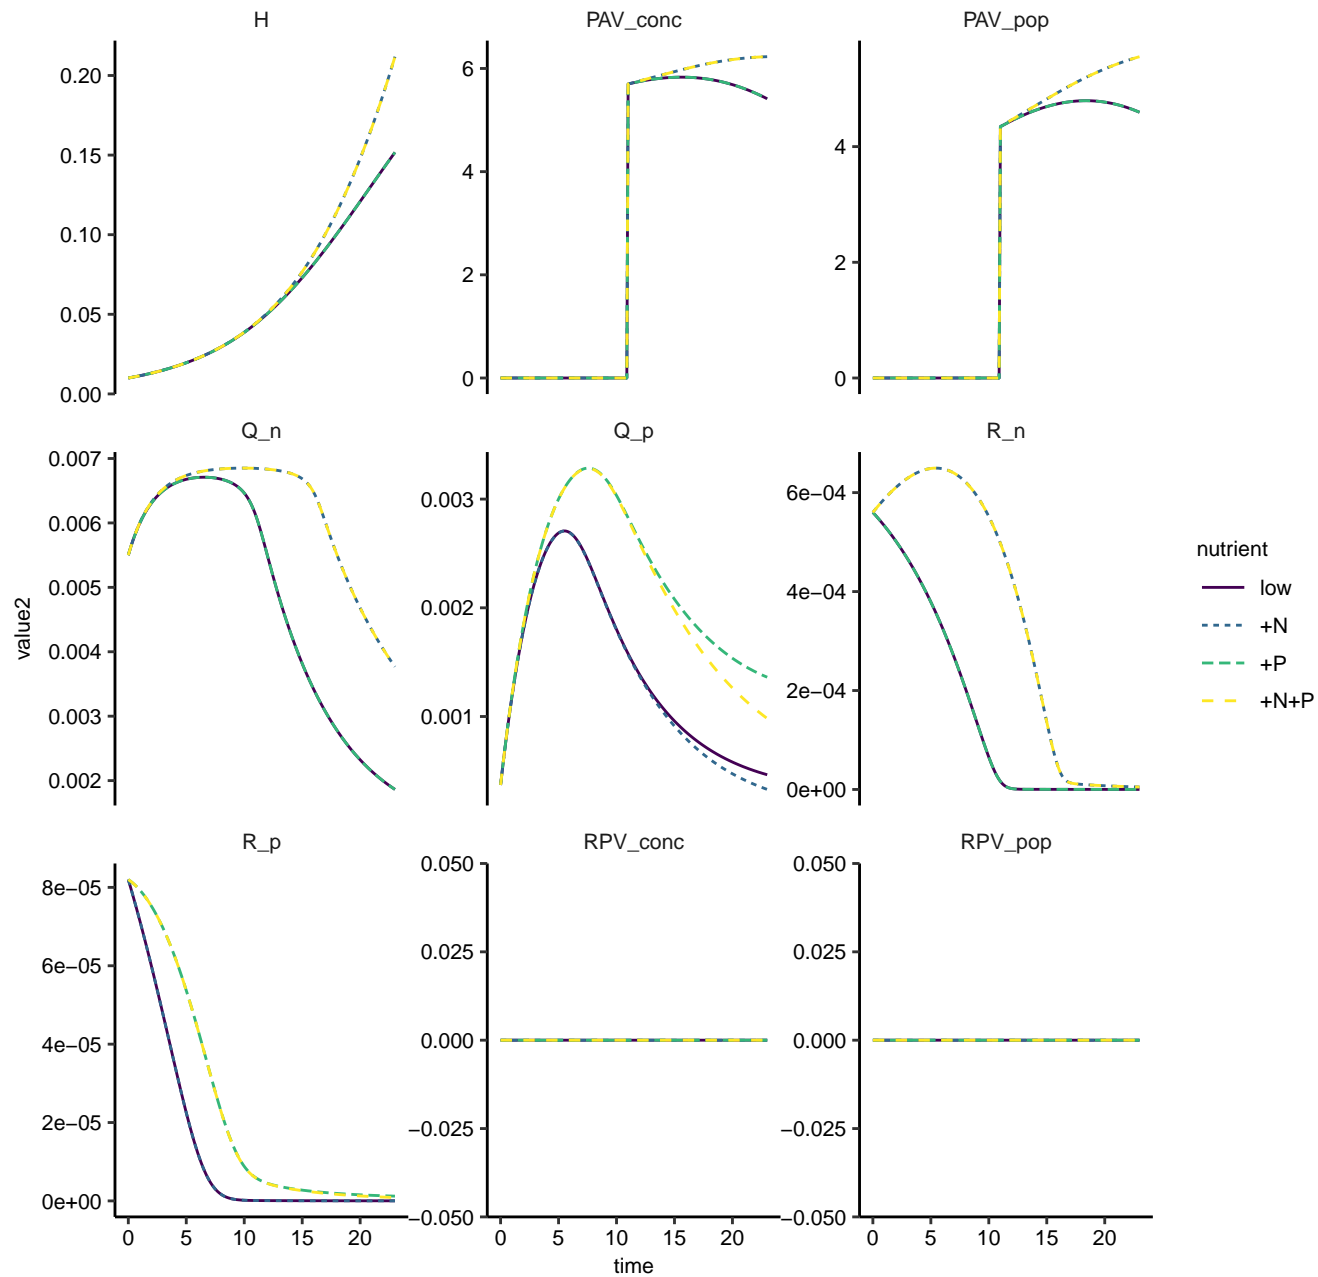 H
PAV_conc
PAV_pop
0.20
0.15
0.10
0.05
0.00
6
4
2
0
4
2
0
Q_n
Q_p
R_n
0.007
0.006
0.005
0.004
0.003
0.002
0.003
0.002
0.001
6e−04
4e−04
2e−04
0e+00
value2
nutrient
low
+N
+P
+N+P
R_p
RPV_conc
RPV_pop
8e−05
6e−05
4e−05
2e−05
0e+00
0.050
0.025
0.000
−0.025
−0.050
0.050
0.025
0.000
−0.025
−0.050
0 5 10 15 20
0 5 10 15 20
0 5 10 15 20
time